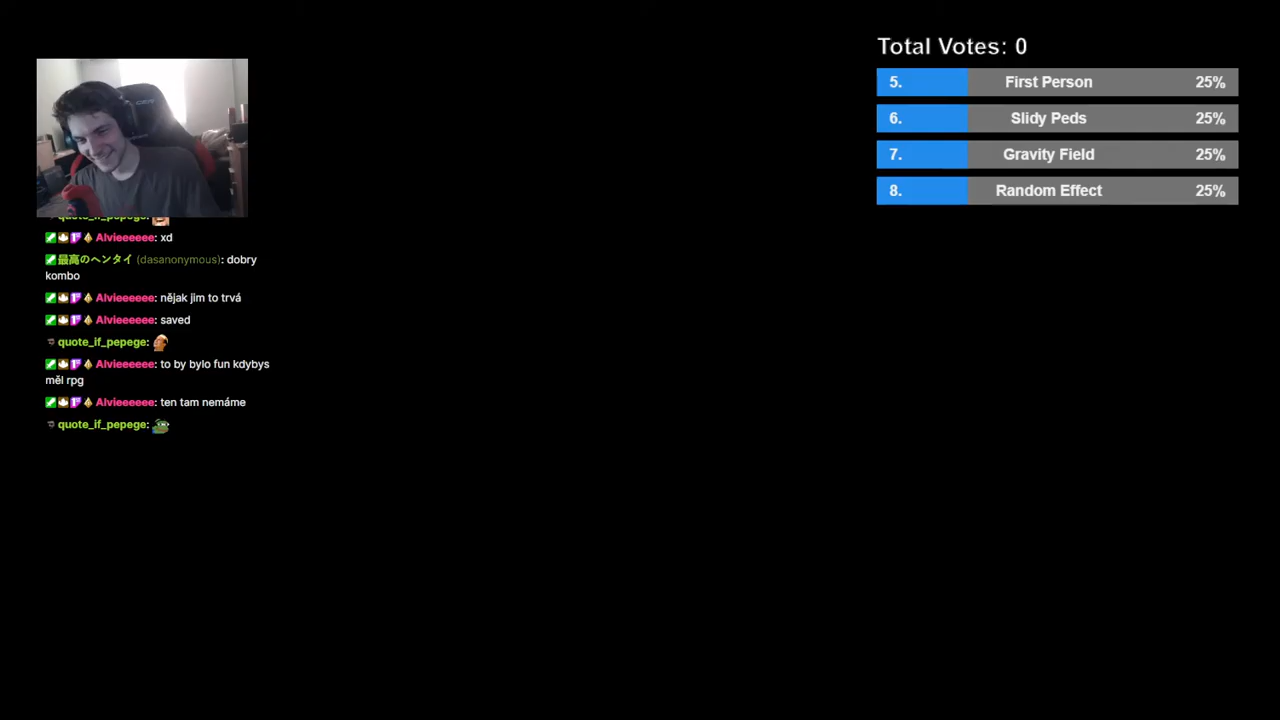 Total Votes: 0
5. First Person 25%
6. Slidy Peds 25%
7. Gravity Field 25%
8. Random Effect 25%
quote_if_pepege:
Alvieeeeee: xd
最高のヘンタイ (dasanonymous): dobry
kombo
Alvieeeeee: nějak jim to trvá
Alvieeeeee: saved
quote_if_pepege:
Alvieeeeee: to by bylo fun kdybys
měl rpg
Alvieeeeee: ten tam nemáme
quote_if_pepege: